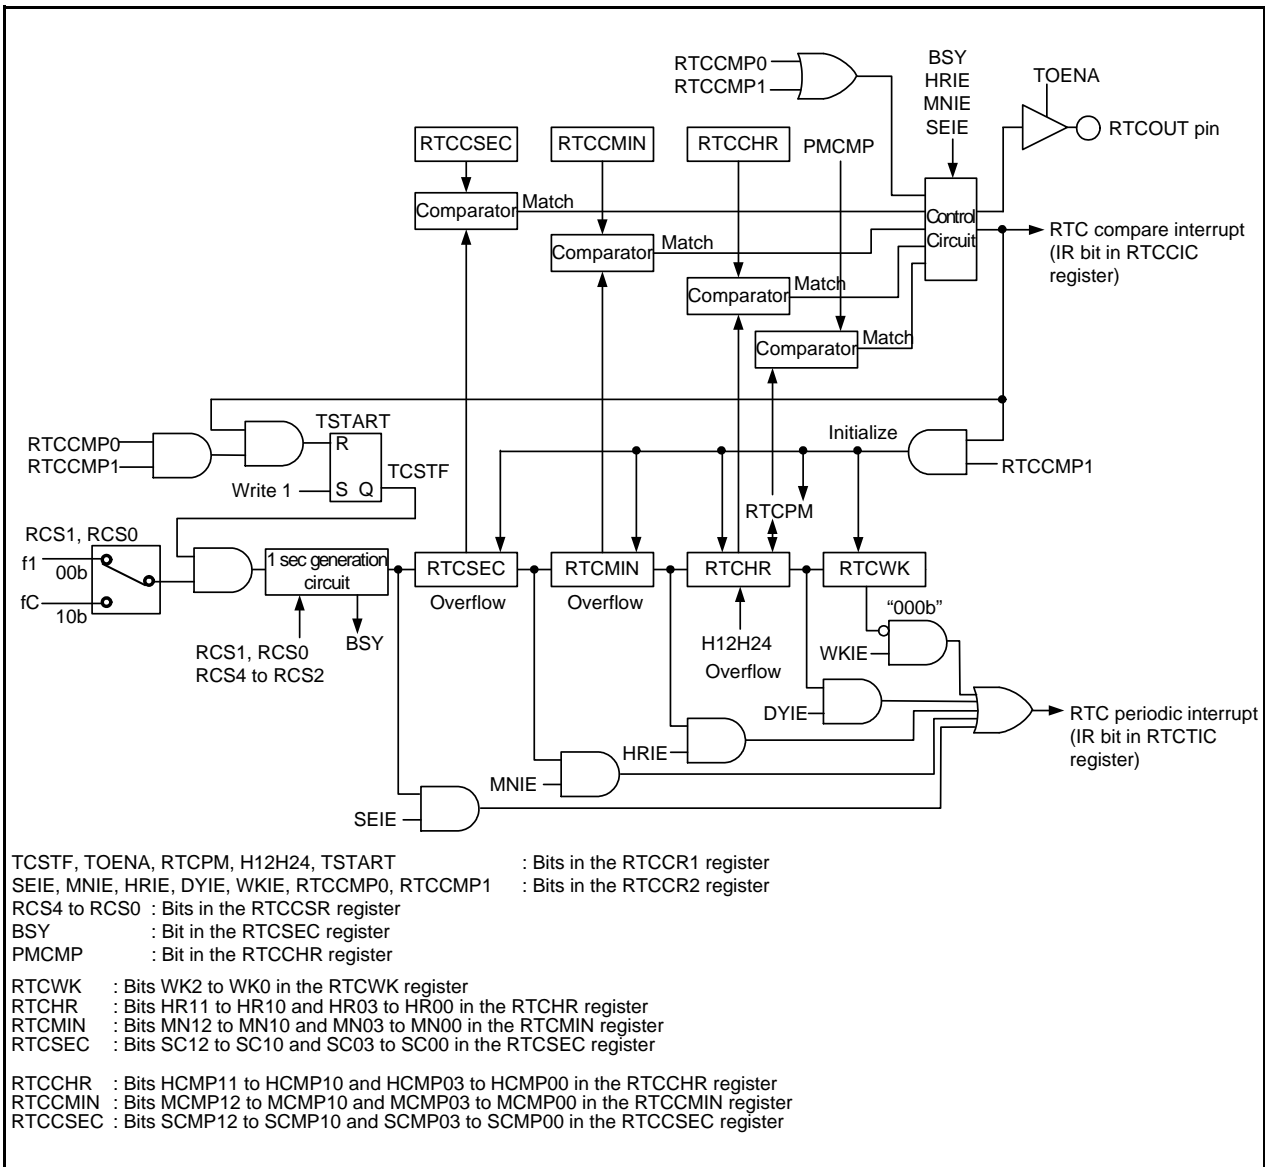 RTCCMP0
RTCCMP1
BSY
HRIE
MNIE
SEIE
TOENA
RTCOUT pin
RTCCSEC
RTCCMIN
RTCCHR
PMCMP
Comparator
Match
Comparator
Match
Comparator
Match
Comparator
Match
Control
Circuit
RTC compare interrupt
(IR bit in RTCCIC
register)
RTCCMP0
RTCCMP1
TSTART
R
S Q
TCSTF
Write 1
Initialize
RTCCMP1
RTCPM
RCS1, RCS0
f1
00b
fC
10b
1 sec generation
circuit
RTCSEC
RTCMIN
RTCHR
RTCWK
Overflow
Overflow
RCS1, RCS0
RCS4 to RCS2
BSY
H12H24
Overflow
“000b”
WKIE
DYIE
HRIE
MNIE
SEIE
RTC periodic interrupt
(IR bit in RTCTIC
register)
TCSTF, TOENA, RTCPM, H12H24, TSTART : Bits in the RTCCR1 register
SEIE, MNIE, HRIE, DYIE, WKIE, RTCCMP0, RTCCMP1 : Bits in the RTCCR2 register
RCS4 to RCS0 : Bits in the RTCCSR register
BSY : Bit in the RTCSEC register
PMCMP : Bit in the RTCCHR register
RTCWK : Bits WK2 to WK0 in the RTCWK register
RTCHR : Bits HR11 to HR10 and HR03 to HR00 in the RTCHR register
RTCMIN : Bits MN12 to MN10 and MN03 to MN00 in the RTCMIN register
RTCSEC : Bits SC12 to SC10 and SC03 to SC00 in the RTCSEC register
RTCCHR : Bits HCMP11 to HCMP10 and HCMP03 to HCMP00 in the RTCCHR register
RTCCMIN : Bits MCMP12 to MCMP10 and MCMP03 to MCMP00 in the RTCCMIN register
RTCCSEC : Bits SCMP12 to SCMP10 and SCMP03 to SCMP00 in the RTCCSEC register